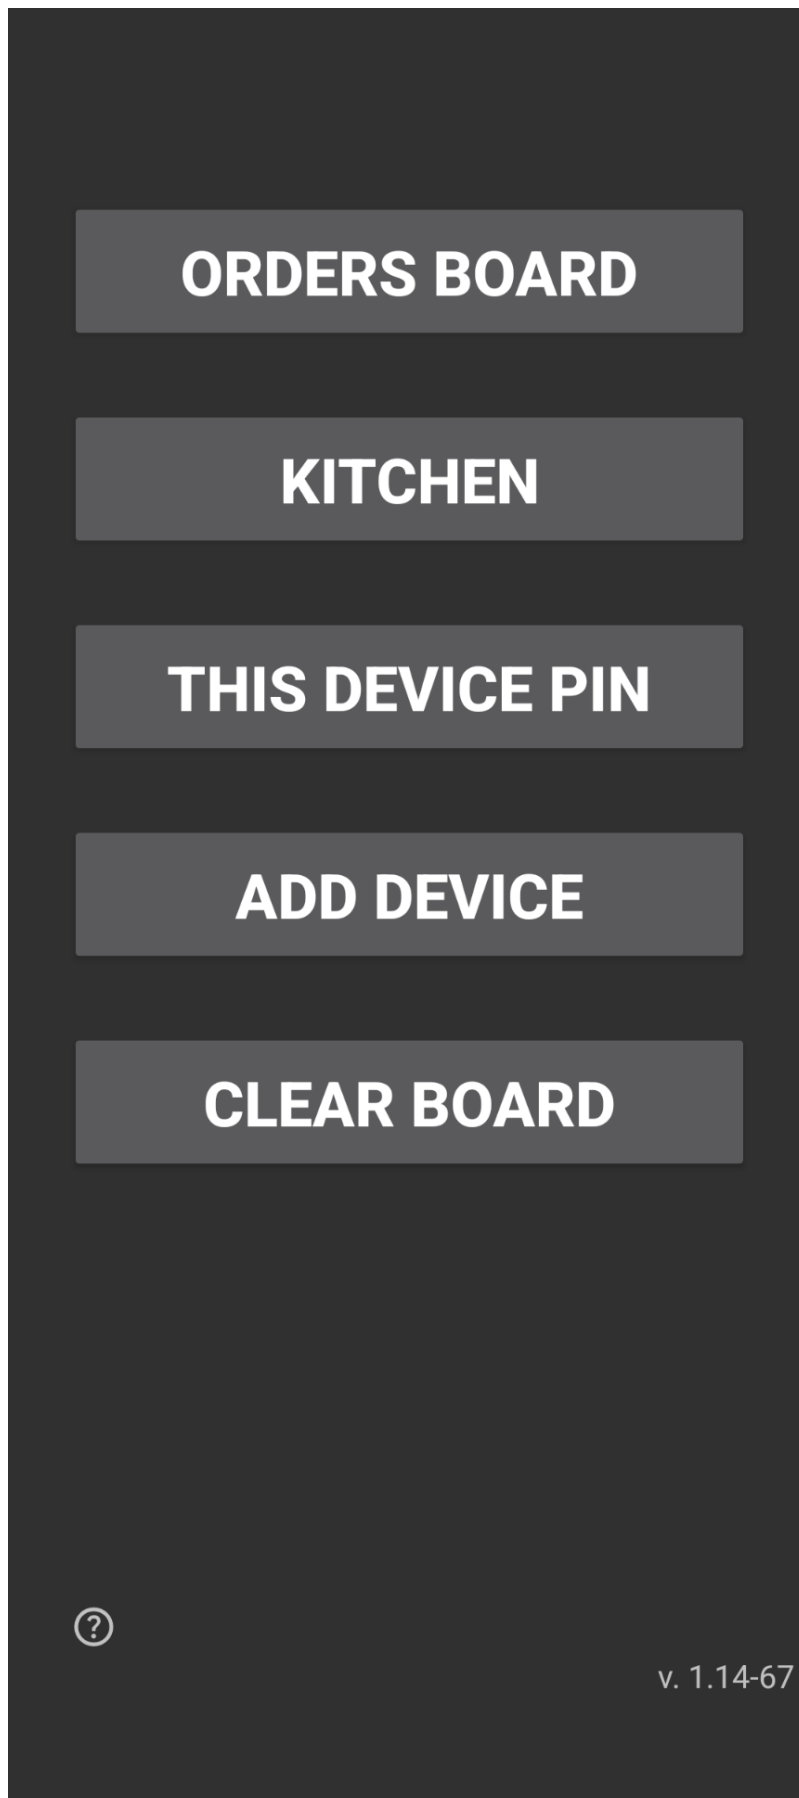 ORDERS BOARD
KITCHEN
THIS DEVICE PIN
ADD DEVICE
CLEAR BOARD
?
v. 1.14-67